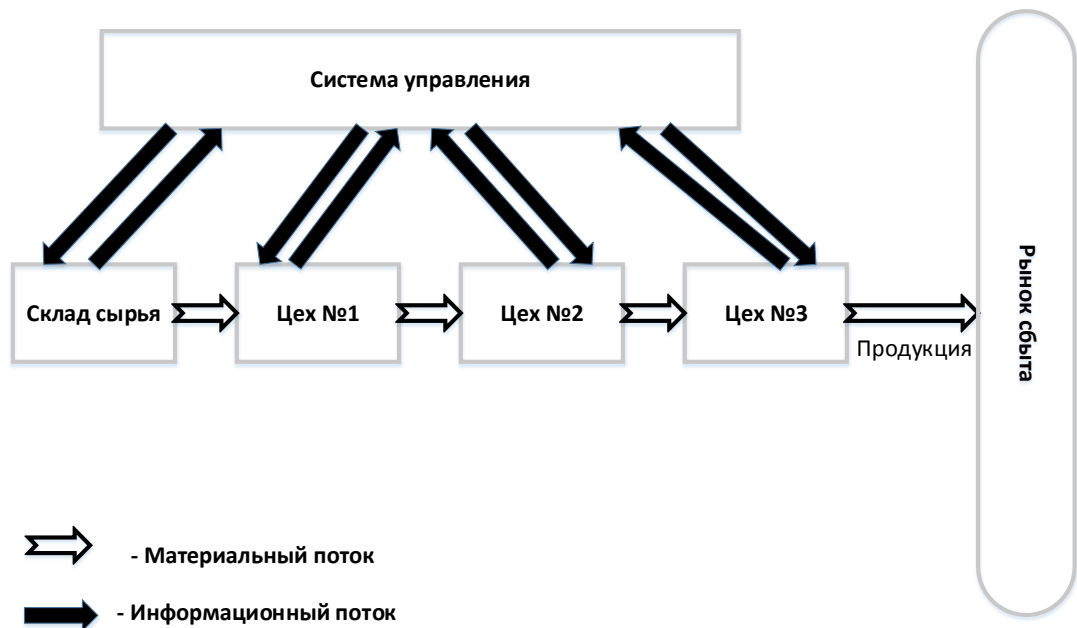 Система управления
Склад сырья
Цех №1
Цех №2
Цех №3
Продукция
Рынок сбыта
- Материальный поток
- Информационный поток